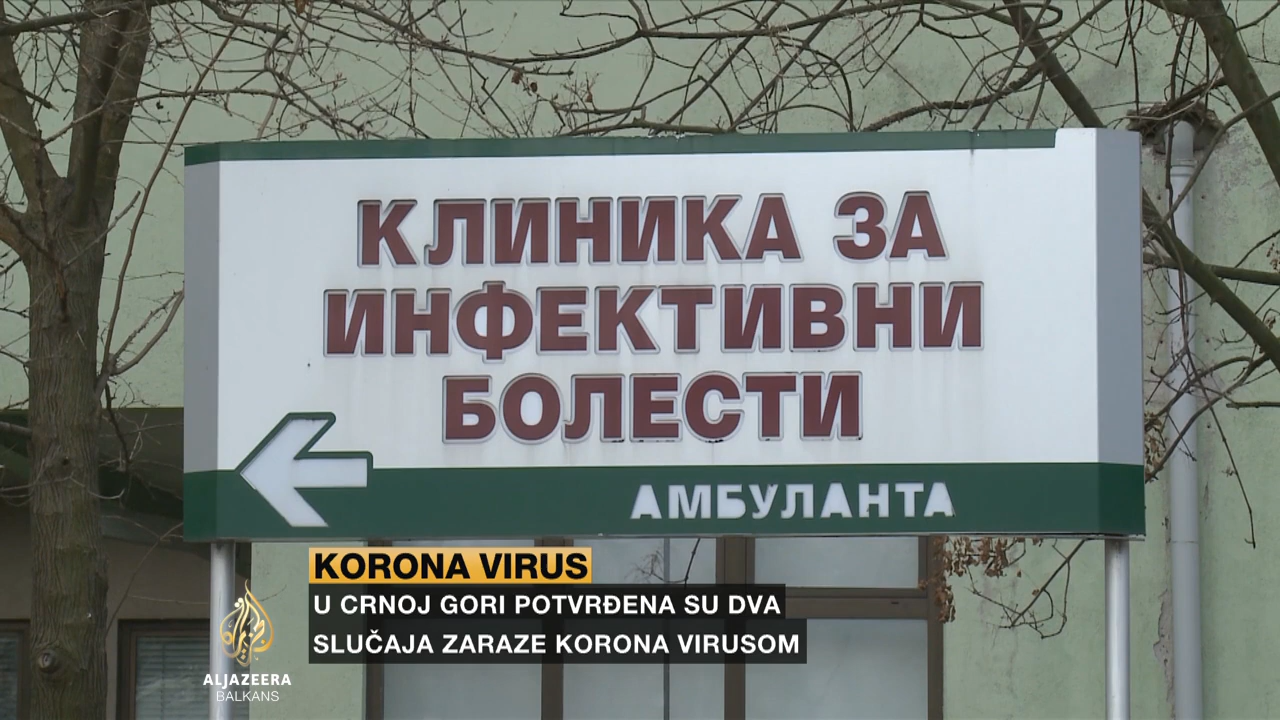 КЛИНИКА ЗА
ИНФЕКТИВНИ
БОЛЕСТИ
АМБУЛАНТА
KORONA VIRUS
U CRNOJ GORI POTVRĐENA SU DVA
SLUČAJA ZARAZE KORONA VIRUSOM
ALJAZEERA
BALKANS